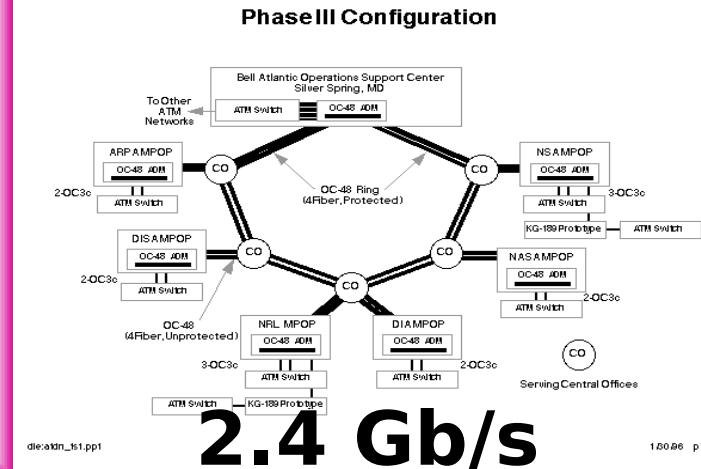 Phase III Configuration
Bell Atlantic Operations Support Center
Silver Spring, MD
To Other
ATM
Networks
ATM Switch
OC-48 ADM
ARPA MPOP
OC-48 ADM
2-OC3c
ATM Switch
CO
OC-48 Ring
(4Fiber, Protected)
CO
NSA MPOP
OC-48 ADM
3-OC3c
ATM Switch
KG-189 Prototype
ATM Switch
DISA MPOP
OC-48 ADM
2-OC3c
ATM Switch
CO
CO
NASA MPOP
OC-48 ADM
2-OC3c
ATM Switch
CO
OC-48
(4Fiber, Unprotected)
NRL MPOP
OC-48 ADM
3-OC3c
ATM Switch
ATM Switch
KG-189 Prototype
DIA MPOP
OC-48 ADM
2-OC3c
ATM Switch
CO
Serving Central Offices
2.4 Gb/s
dle:atdn_fs1.pp1
1/30/96 p